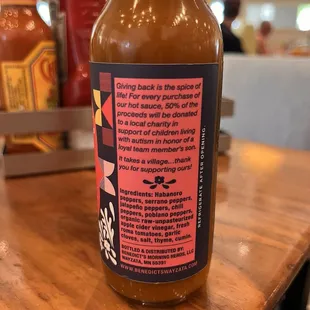 Giving back is the spice of
life! For every purchase of
our hot sauce, 50% of the
proceeds will be donated
to a local charity in
support of children living
with autism in honor of a
loyal team member's son.
It takes a village...thank
you for supporting ours!
Ingredients: Habanero
peppers, serrano peppers,
jalapeño peppers, chili
peppers, poblano peppers,
organic raw-unpasteurized
apple cider vinegar, fresh
roma tomatoes, garlic
cloves, salt, thyme, cumin.
BOTTLED & DISTRIBUTED BY:
BENEDICT'S MORNING HEROES, LLC
WAYZATA, MN 55391
WWW.BENEDICTSWAYZATA.COM
REFRIGERATE AFTER OPENING.